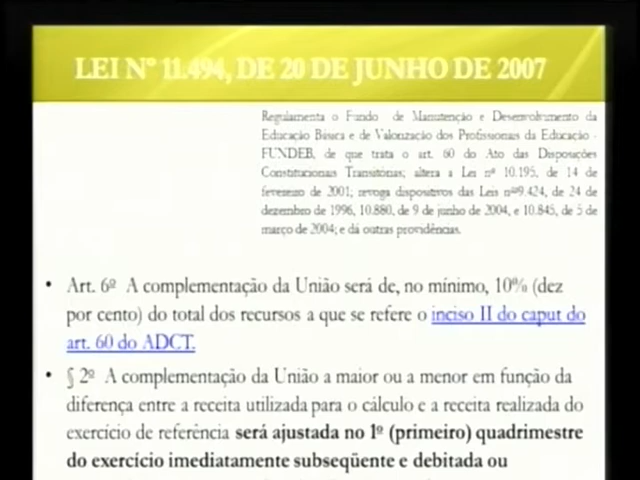 LEI Nº 11.494, DE 20 DE JUNHO DE 2007
Regulamenta o Fundo de Manutenção e Desenvolvimento da
Educação Básica e de Valorização dos Profissionais da Educação -
FUNDEB, de que trata o art. 60 do Ato das Disposições
Constitucionais Transitórias; altera a Lei nº 10.195, de 14 de
fevereiro de 2001; revoga dispositivos das Leis nº9.424, de 24 de
dezembro de 1996, 10.880, de 9 de junho de 2004, e 10.845, de 5 de
março de 2004; e dá outras providências.
• Art. 6º A complementação da União será de, no mínimo, 10% (dez
por cento) do total dos recursos a que se refere o inciso II do caput do
art. 60 do ADCT.
• § 2º A complementação da União a maior ou a menor em função da
diferença entre a receita utilizada para o cálculo e a receita realizada do
exercício de referência será ajustada no 1º (primeiro) quadrimestre
do exercício imediatamente subseqüente e debitada ou